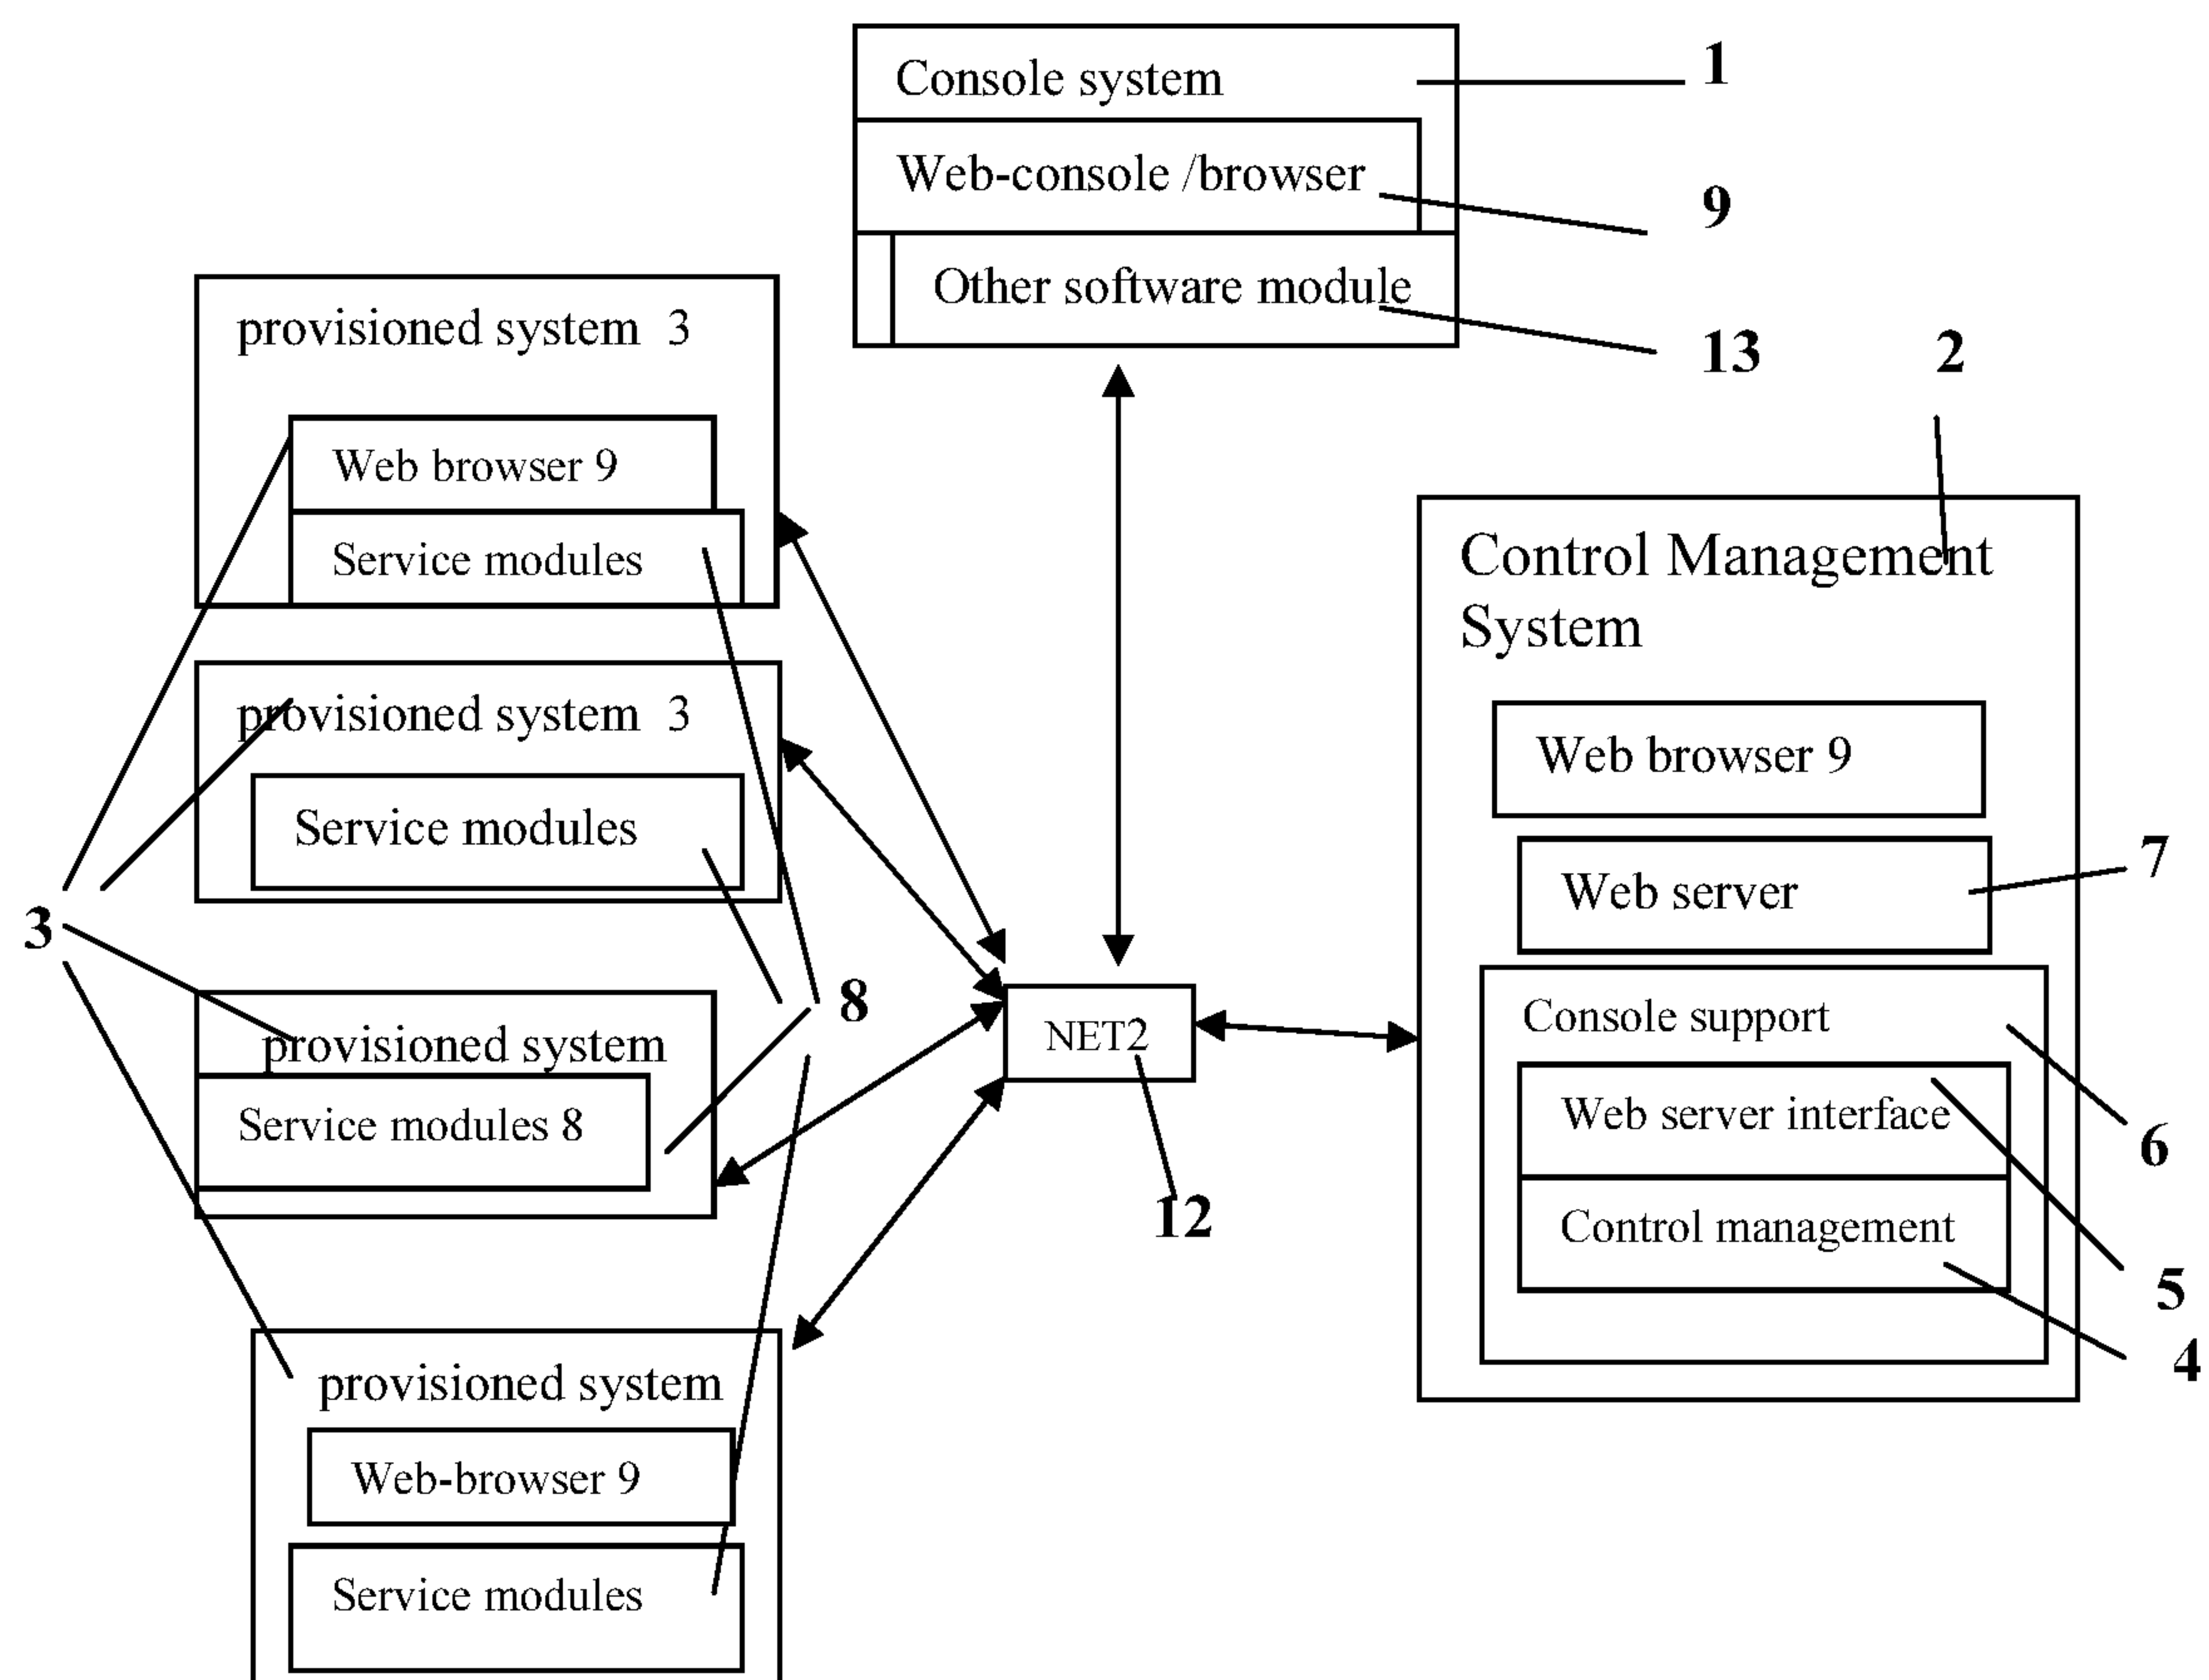 Console system
1
Web-console /browser
9
Other software module
13
2
provisioned system 3
Web browser 9
Service modules
provisioned system 3
Service modules
3
provisioned system
Service modules 8
8
provisioned system
Web-browser 9
Service modules
NET2
12
Control Management
System
Web browser 9
Web server
7
Console support
6
Web server interface
5
Control management
4